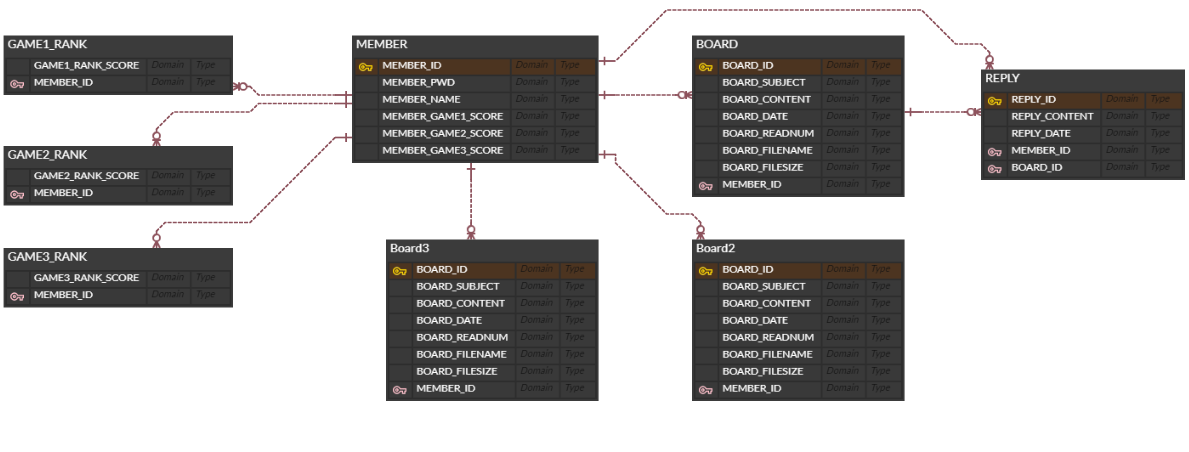 GAME1_RANK
GAME1_RANK_SCORE Domain Type
MEMBER_ID Domain Type
GAME2_RANK
GAME2_RANK_SCORE Domain Type
MEMBER_ID Domain Type
GAME3_RANK
GAME3_RANK_SCORE Domain Type
MEMBER_ID Domain Type
MEMBER
MEMBER_ID Domain Type
MEMBER_PWD Domain Type
MEMBER_NAME Domain Type
MEMBER_GAME1_SCORE Domain Type
MEMBER_GAME2_SCORE Domain Type
MEMBER_GAME3_SCORE Domain Type
Board3
BOARD_ID Domain Type
BOARD_SUBJECT Domain Type
BOARD_CONTENT Domain Type
BOARD_DATE Domain Type
BOARD_READNUM Domain Type
BOARD_FILENAME Domain Type
BOARD_FILESIZE Domain Type
MEMBER_ID Domain Type
BOARD
BOARD_ID Domain Type
BOARD_SUBJECT Domain Type
BOARD_CONTENT Domain Type
BOARD_DATE Domain Type
BOARD_READNUM Domain Type
BOARD_FILENAME Domain Type
BOARD_FILESIZE Domain Type
MEMBER_ID Domain Type
Board2
BOARD_ID Domain Type
BOARD_SUBJECT Domain Type
BOARD_CONTENT Domain Type
BOARD_DATE Domain Type
BOARD_READNUM Domain Type
BOARD_FILENAME Domain Type
BOARD_FILESIZE Domain Type
MEMBER_ID Domain Type
REPLY
REPLY_ID Domain Type
REPLY_CONTENT Domain Type
REPLY_DATE Domain Type
MEMBER_ID Domain Type
BOARD_ID Domain Type